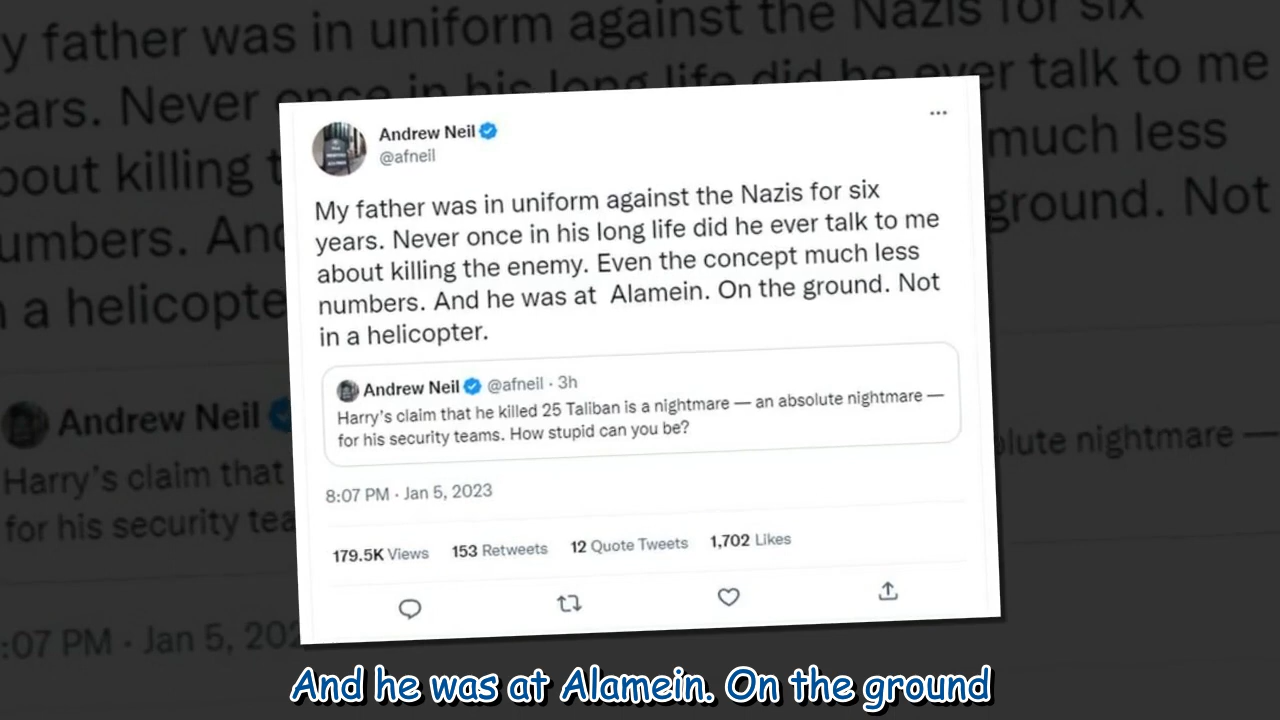 y father was in uniform against the Nazis for six
ears. Never once in his long life did he ever talk to me
bout killing t
much less
umbers. And
ground. Not
n a helicopte
Andrew Neil
Harry's claim that
olute nightmare —
for his security tea
:07 PM · Jan 5, 202
Andrew Neil
@afneil
My father was in uniform against the Nazis for six
years. Never once in his long life did he ever talk to me
about killing the enemy. Even the concept much less
numbers. And he was at Alamein. On the ground. Not
in a helicopter.
Andrew Neil @afneil · 3h
Harry's claim that he killed 25 Taliban is a nightmare — an absolute nightmare —
for his security teams. How stupid can you be?
8:07 PM · Jan 5, 2023
179.5K Views 153 Retweets 12 Quote Tweets 1,702 Likes
And he was at Alamein. On the ground